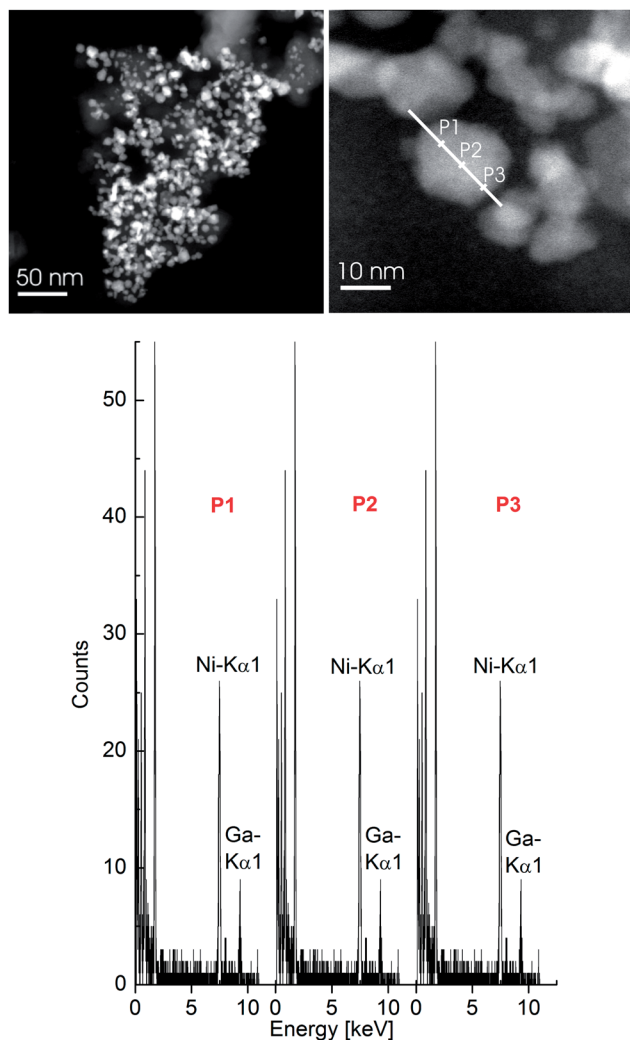 50 nm
P1
P2
P3
10 nm
50
40
30
20
10
0
Counts
P1
P2
P3
Ni-Kα1
Ni-Kα1
Ni-Kα1
Ga-
Kα1
Ga-
Kα1
Ga-
Kα1
0 5 10 0 5 10 0 5 10
Energy [keV]